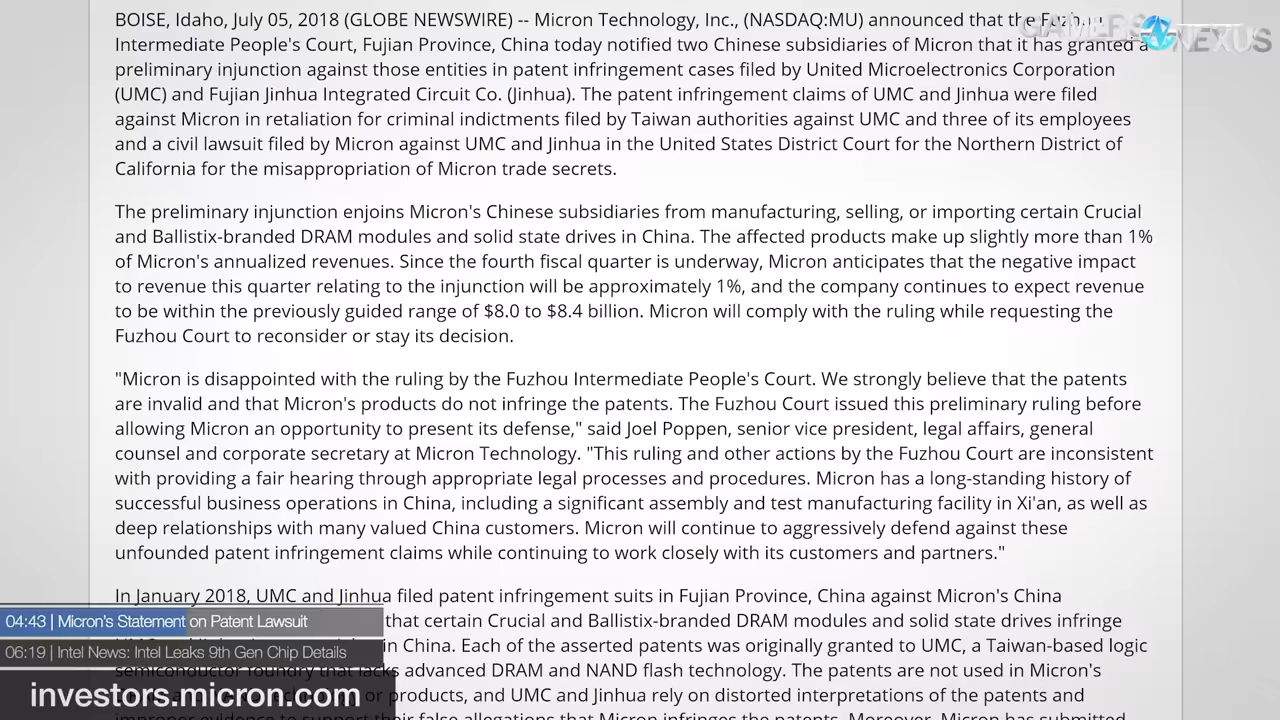 BOISE, Idaho, July 05, 2018 (GLOBE NEWSWIRE) -- Micron Technology, Inc., (NASDAQ:MU) announced that the Fuzhou
GAMERS NEXUS
Intermediate People's Court, Fujian Province, China today notified two Chinese subsidiaries of Micron that it has granted a
preliminary injunction against those entities in patent infringement cases filed by United Microelectronics Corporation
(UMC) and Fujian Jinhua Integrated Circuit Co. (Jinhua). The patent infringement claims of UMC and Jinhua were filed
against Micron in retaliation for criminal indictments filed by Taiwan authorities against UMC and three of its employees
and a civil lawsuit filed by Micron against UMC and Jinhua in the United States District Court for the Northern District of
California for the misappropriation of Micron trade secrets.
The preliminary injunction enjoins Micron's Chinese subsidiaries from manufacturing, selling, or importing certain Crucial
and Ballistix-branded DRAM modules and solid state drives in China. The affected products make up slightly more than 1%
of Micron's annualized revenues. Since the fourth fiscal quarter is underway, Micron anticipates that the negative impact
to revenue this quarter relating to the injunction will be approximately 1%, and the company continues to expect revenue
to be within the previously guided range of $8.0 to $8.4 billion. Micron will comply with the ruling while requesting the
Fuzhou Court to reconsider or stay its decision.
"Micron is disappointed with the ruling by the Fuzhou Intermediate People's Court. We strongly believe that the patents
are invalid and that Micron's products do not infringe the patents. The Fuzhou Court issued this preliminary ruling before
allowing Micron an opportunity to present its defense," said Joel Poppen, senior vice president, legal affairs, general
counsel and corporate secretary at Micron Technology. "This ruling and other actions by the Fuzhou Court are inconsistent
with providing a fair hearing through appropriate legal processes and procedures. Micron has a long-standing history of
successful business operations in China, including a significant assembly and test manufacturing facility in Xi'an, as well as
deep relationships with many valued China customers. Micron will continue to aggressively defend against these
unfounded patent infringement claims while continuing to work closely with its customers and partners."
In January 2018, UMC and Jinhua filed patent infringement suits in Fujian Province, China against Micron's China
04:43 | Micron's Statement on Patent Lawsuit
that certain Crucial and Ballistix-branded DRAM modules and solid state drives infringe
06:19 | Intel News: Intel Leaks 9th Gen Chip Details
in China. Each of the asserted patents was originally granted to UMC, a Taiwan-based logic
semiconductor foundry that lacks advanced DRAM and NAND flash technology. The patents are not used in Micron's
investors.micron.com
or products, and UMC and Jinhua rely on distorted interpretations of the patents and
their false allegations that Micron infringes the patents. Moreover, Micron has submitted